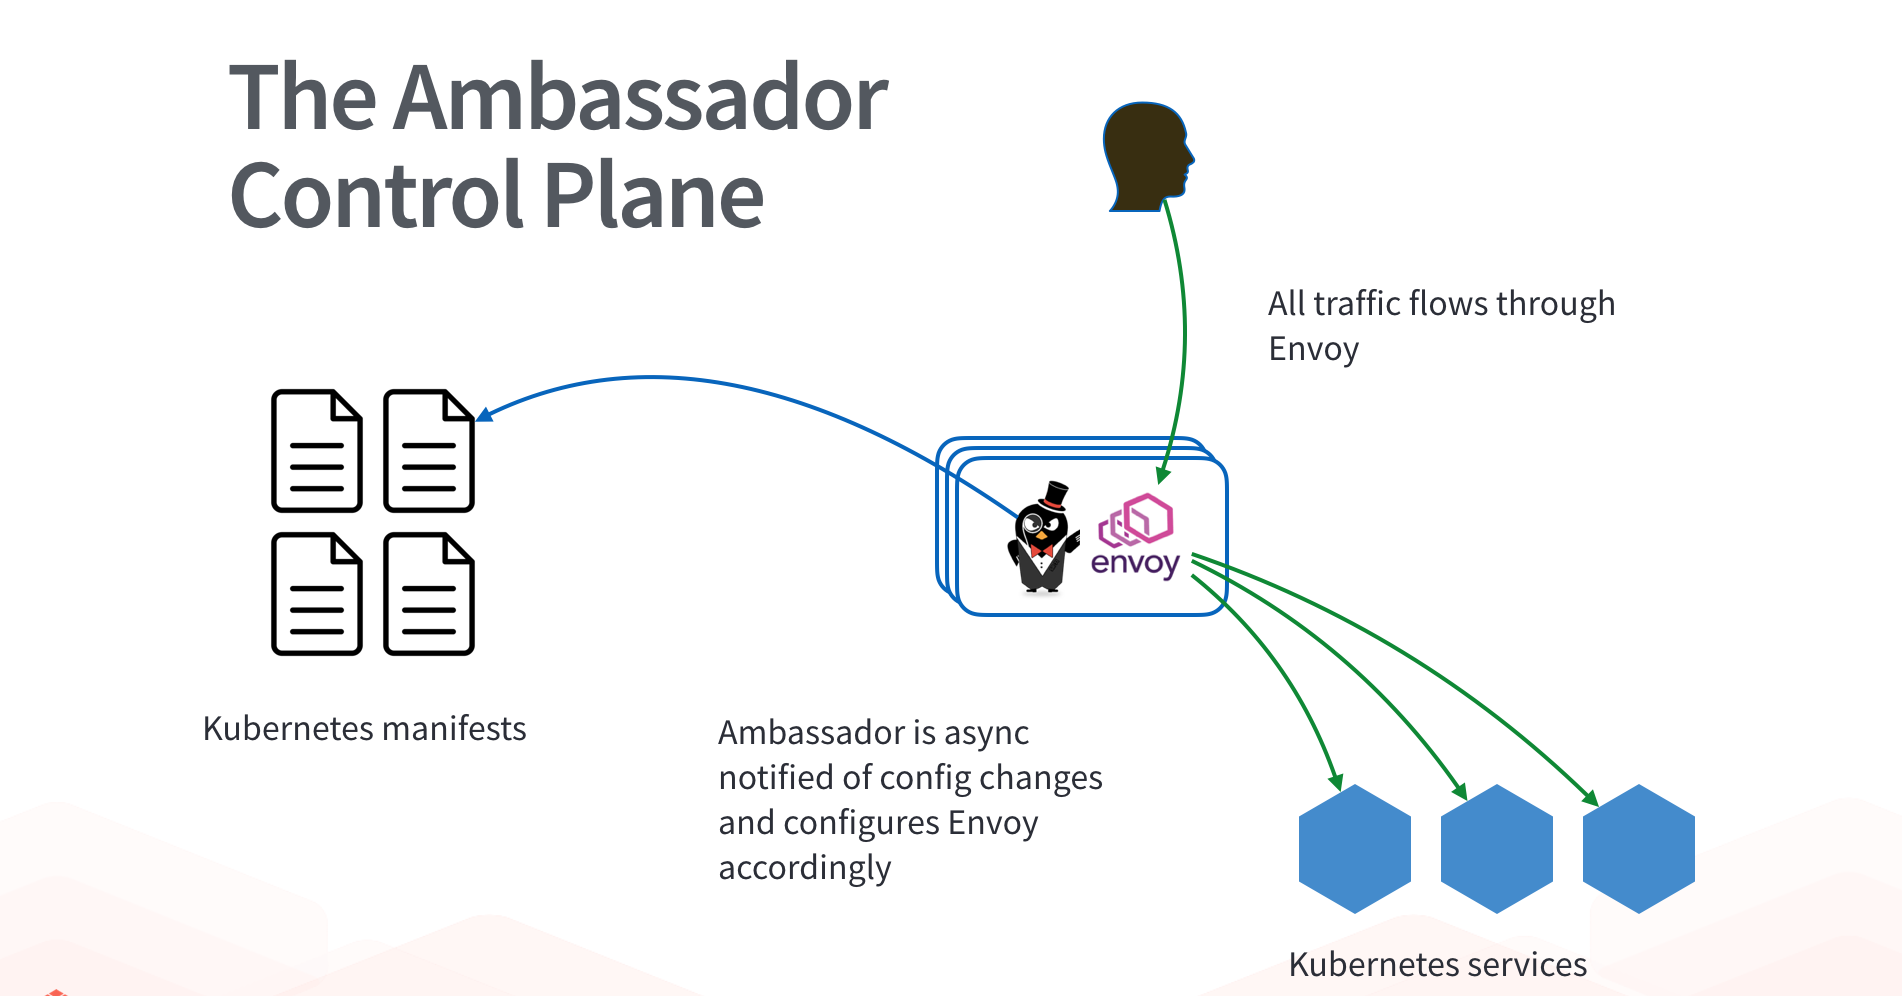 The Ambassador
Control Plane
All traffic flows through
Envoy
envoy
Kubernetes manifests
Ambassador is async
notified of config changes
and configures Envoy
accordingly
Kubernetes services